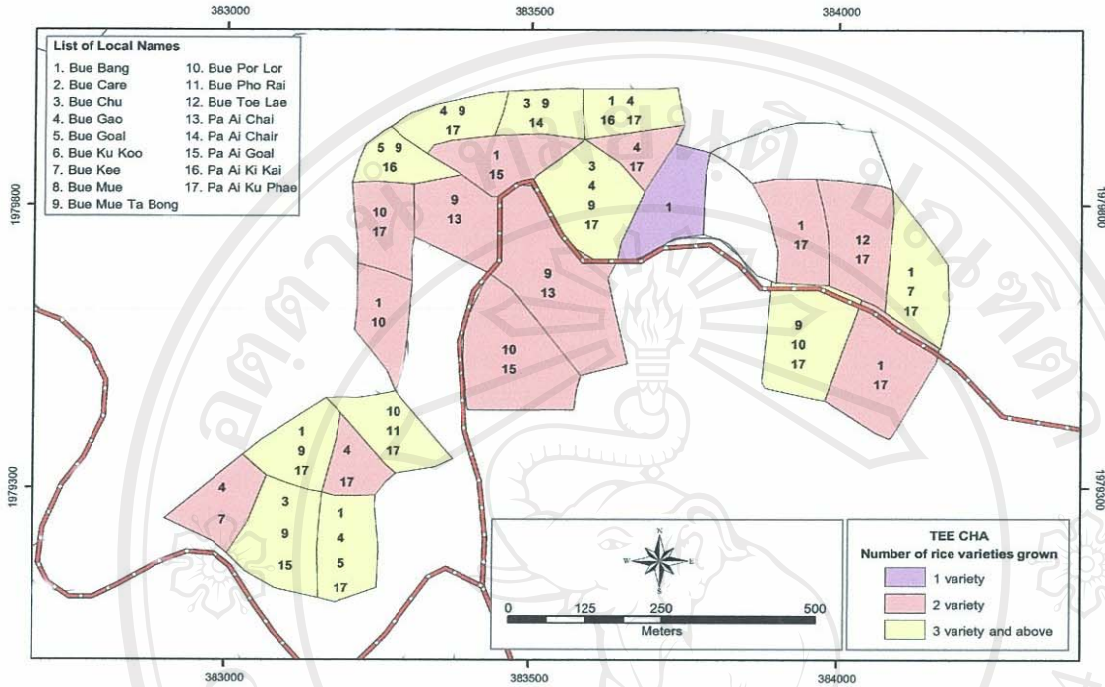 383000 383500 384000
List of Local Names
1. Bue Bang 10. Bue Por Lor
2. Bue Care 11. Bue Pho Rai
3. Bue Chu 12. Bue Toe Lae
4. Bue Gao 13. Pa Ai Chai
5. Bue Goal 14. Pa Ai Chair
6. Bue Ku Koo 15. Pa Ai Goal
7. Bue Kee 16. Pa Ai Ki Kai
8. Bue Mue 17. Pa Ai Ku Phae
9. Bue Mue Ta Bong
4 9
17
3 9
14
1 4
16 17
5 9
16
1
15
4
17
3
4
9
17
1
10
17
9
13
1
10
9
13
10
15
1
17
12
17
1
7
17
9
10
17
1
17
10
11
17
1
9
17
4
17
4
7
3
9
15
1
4
5
17
1979800
1979800
1979300
1979300
N
W E
S
0 125 250 500
Meters
TEE CHA
Number of rice varieties grown
1 variety
2 variety
3 variety and above
383000 383500 384000